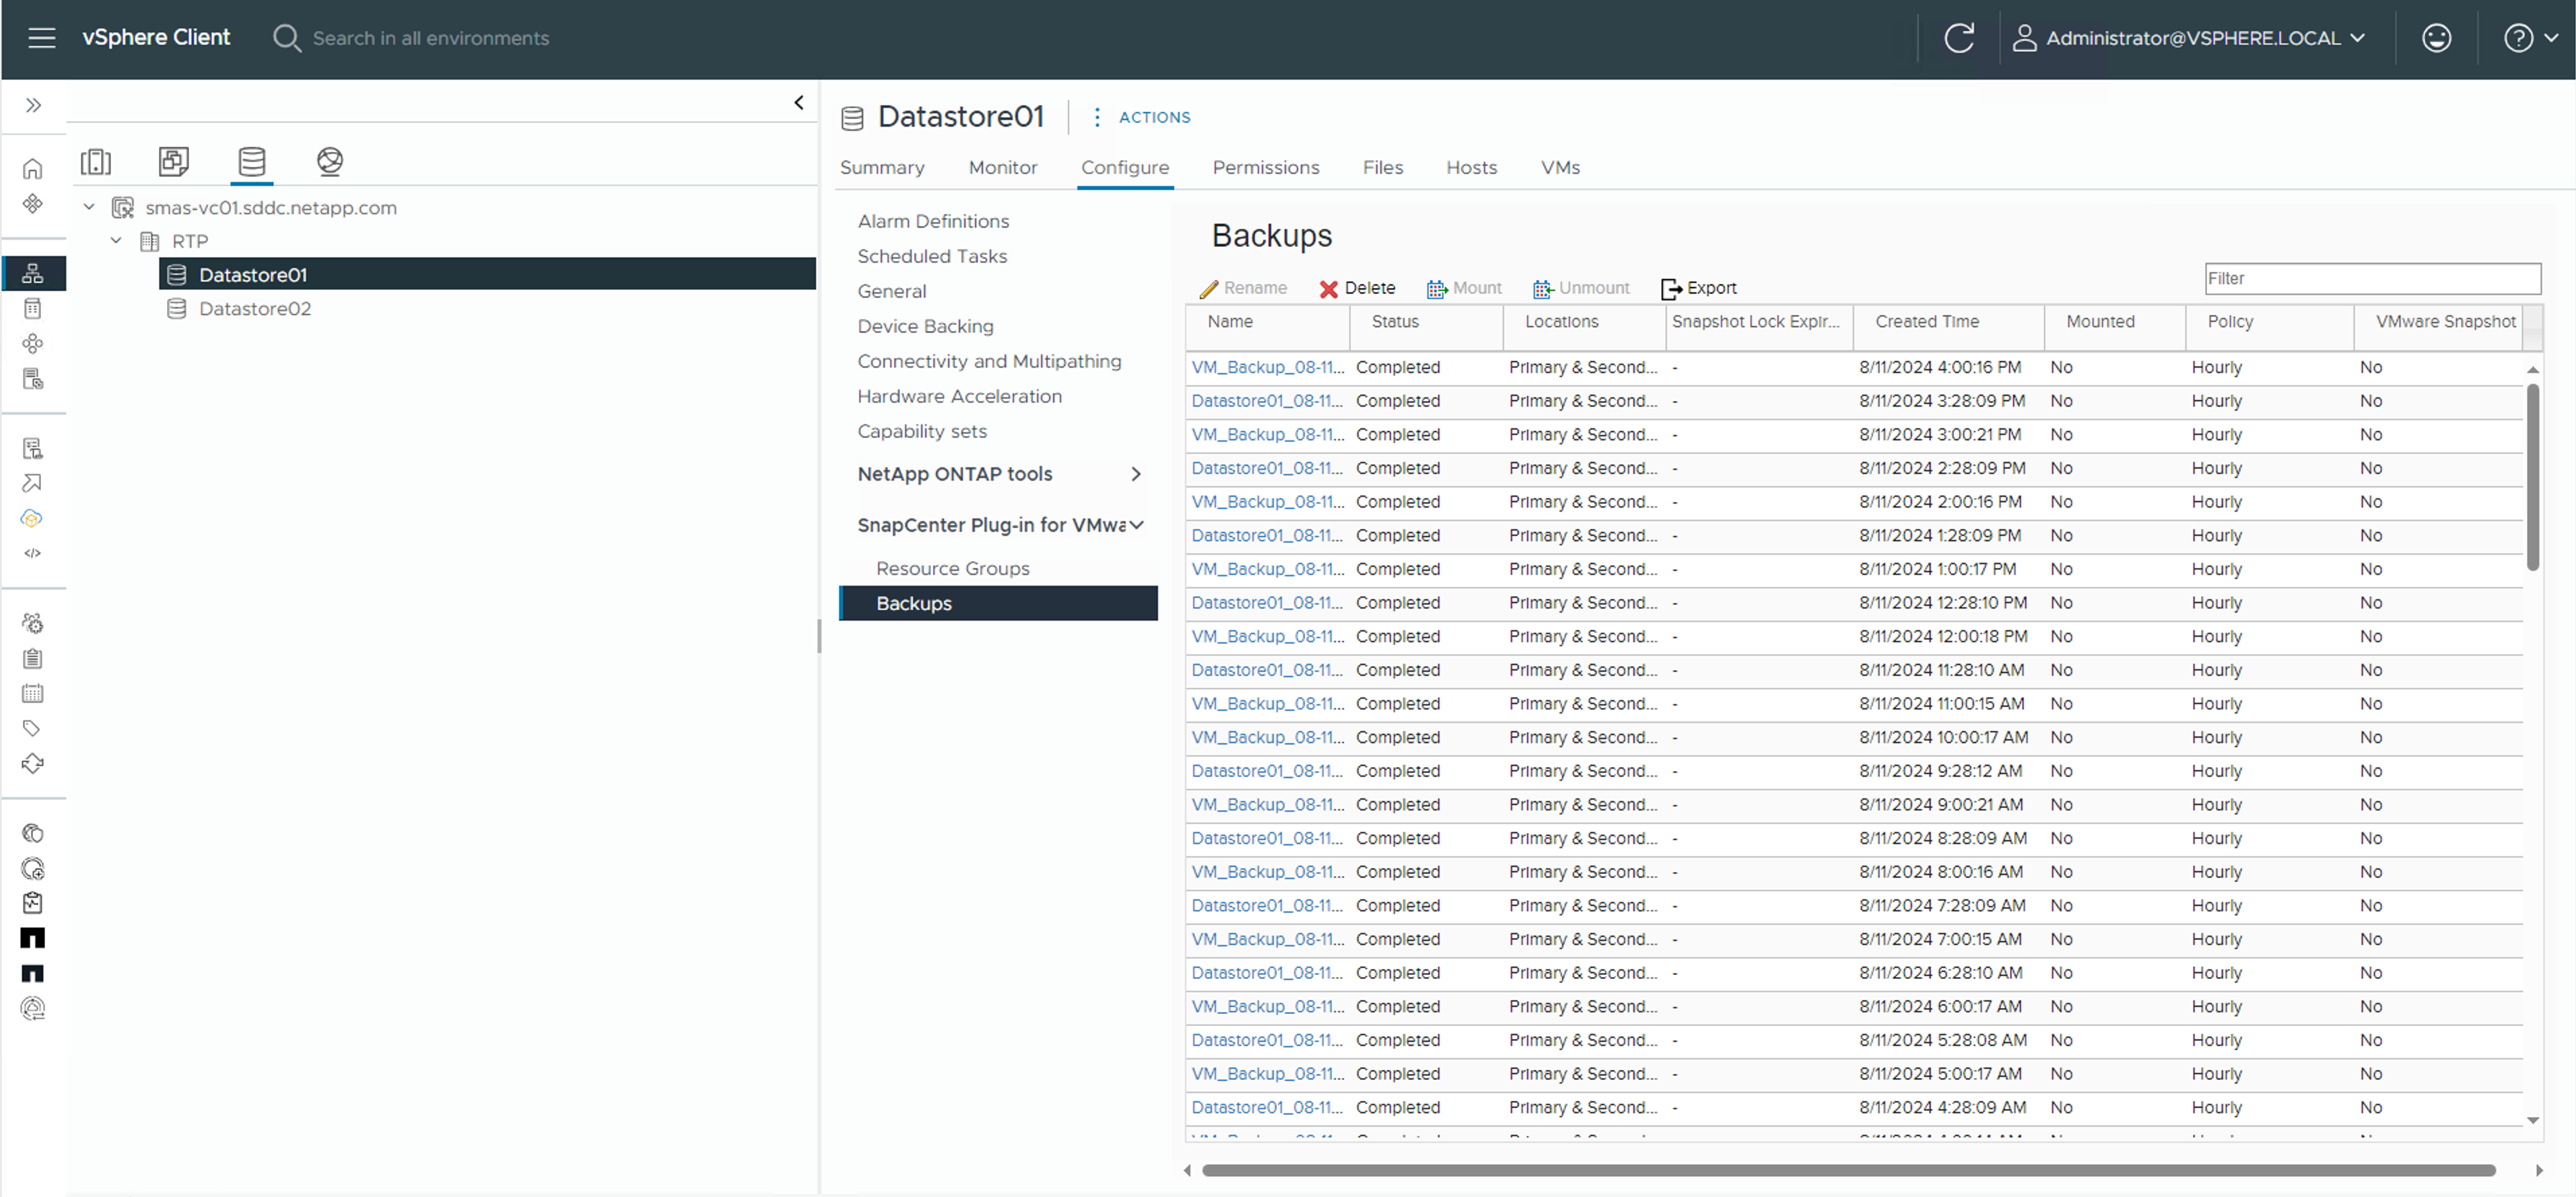 vSphere Client
Search in all environments
Administrator@VSPHERE.LOCAL
smas-vc01.sddc.netapp.com
RTP
Datastore01
Datastore02
Datastore01
ACTIONS
Summary Monitor Configure Permissions Files Hosts VMs
Alarm Definitions
Scheduled Tasks
General
Device Backing
Connectivity and Multipathing
Hardware Acceleration
Capability sets
NetApp ONTAP tools
SnapCenter Plug-in for VMwa
Resource Groups
Backups
Backups
Rename Delete Mount Unmount Export
Filter
Name Status Locations Snapshot Lock Expir... Created Time Mounted Policy VMware Snapshot
VM_Backup_08-11... Completed Primary & Second... - 8/11/2024 4:00:16 PM No Hourly No
Datastore01_08-11... Completed Primary & Second... - 8/11/2024 3:28:09 PM No Hourly No
VM_Backup_08-11... Completed Primary & Second... - 8/11/2024 3:00:21 PM No Hourly No
Datastore01_08-11... Completed Primary & Second... - 8/11/2024 2:28:09 PM No Hourly No
VM_Backup_08-11... Completed Primary & Second... - 8/11/2024 2:00:16 PM No Hourly No
Datastore01_08-11... Completed Primary & Second... - 8/11/2024 1:28:09 PM No Hourly No
VM_Backup_08-11... Completed Primary & Second... - 8/11/2024 1:00:17 PM No Hourly No
Datastore01_08-11... Completed Primary & Second... - 8/11/2024 12:28:10 PM No Hourly No
VM_Backup_08-11... Completed Primary & Second... - 8/11/2024 12:00:18 PM No Hourly No
Datastore01_08-11... Completed Primary & Second... - 8/11/2024 11:28:10 AM No Hourly No
VM_Backup_08-11... Completed Primary & Second... - 8/11/2024 11:00:15 AM No Hourly No
VM_Backup_08-11... Completed Primary & Second... - 8/11/2024 10:00:17 AM No Hourly No
Datastore01_08-11... Completed Primary & Second... - 8/11/2024 9:28:12 AM No Hourly No
VM_Backup_08-11... Completed Primary & Second... - 8/11/2024 9:00:21 AM No Hourly No
Datastore01_08-11... Completed Primary & Second... - 8/11/2024 8:28:09 AM No Hourly No
VM_Backup_08-11... Completed Primary & Second... - 8/11/2024 8:00:16 AM No Hourly No
Datastore01_08-11... Completed Primary & Second... - 8/11/2024 7:28:09 AM No Hourly No
VM_Backup_08-11... Completed Primary & Second... - 8/11/2024 7:00:15 AM No Hourly No
Datastore01_08-11... Completed Primary & Second... - 8/11/2024 6:28:10 AM No Hourly No
VM_Backup_08-11... Completed Primary & Second... - 8/11/2024 6:00:17 AM No Hourly No
Datastore01_08-11... Completed Primary & Second... - 8/11/2024 5:28:08 AM No Hourly No
VM_Backup_08-11... Completed Primary & Second... - 8/11/2024 5:00:17 AM No Hourly No
Datastore01_08-11... Completed Primary & Second... - 8/11/2024 4:28:09 AM No Hourly No